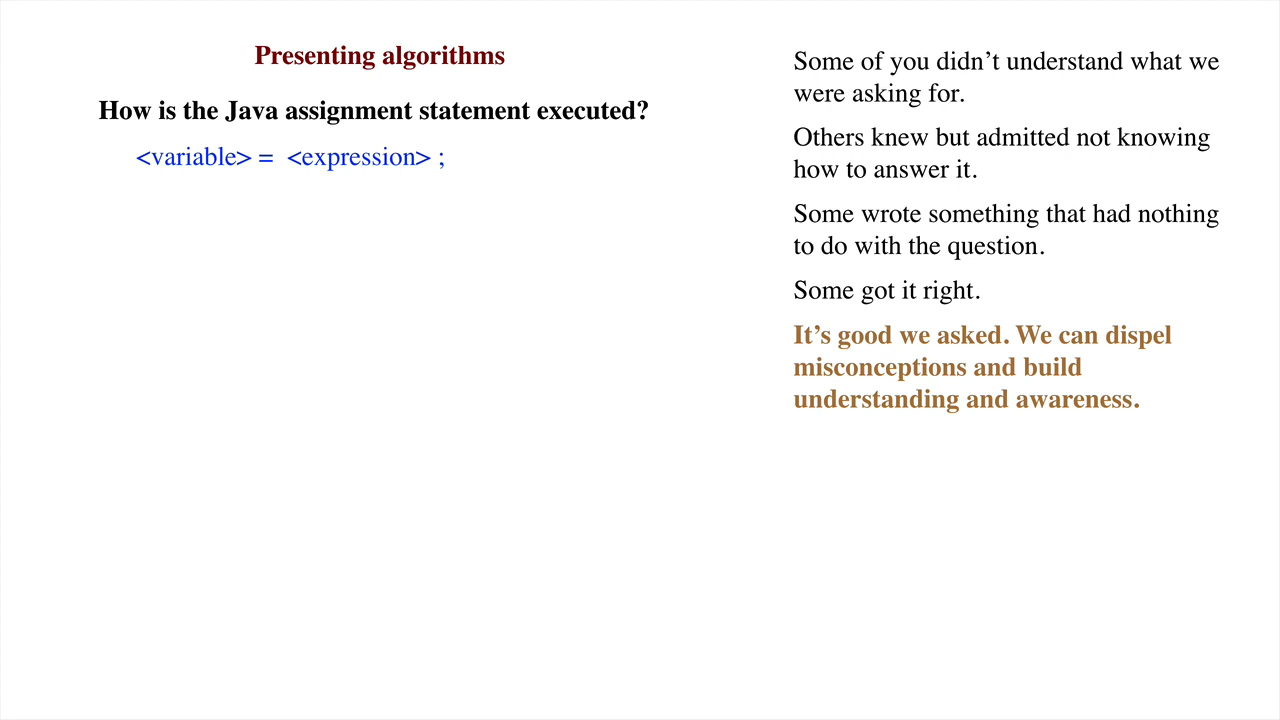 Presenting algorithms
How is the Java assignment statement executed?
<variable> = <expression> ;
Some of you didn’t understand what we
were asking for.
Others knew but admitted not knowing
how to answer it.
Some wrote something that had nothing
to do with the question.
Some got it right.
It’s good we asked. We can dispel
misconceptions and build
understanding and awareness.